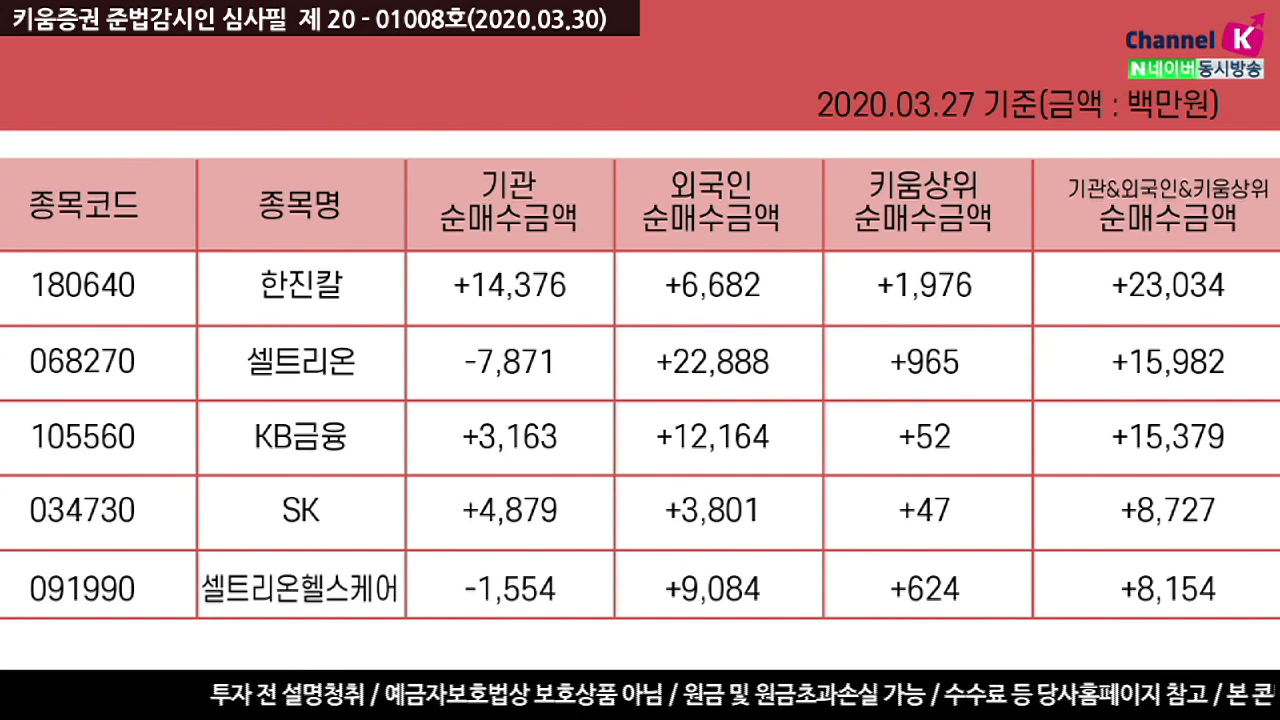 키움증권 준법감시인 심사필 제 20 - 01008호(2020.03.30)
Channel K
N 네이버 동시방송
2020.03.27 기준(금액 : 백만원)
종목코드 종목명 기관 순매수금액 외국인 순매수금액 키움상위 순매수금액 기관&외국인&키움상위 순매수금액
180640 한진칼 +14,376 +6,682 +1,976 +23,034
068270 셀트리온 -7,871 +22,888 +965 +15,982
105560 KB금융 +3,163 +12,164 +52 +15,379
034730 SK +4,879 +3,801 +47 +8,727
091990 셀트리온헬스케어 -1,554 +9,084 +624 +8,154
투자 전 설명청취 / 예금자보호법상 보호상품 아님 / 원금 및 원금초과손실 가능 / 수수료 등 당사홈페이지 참고 / 본 콘